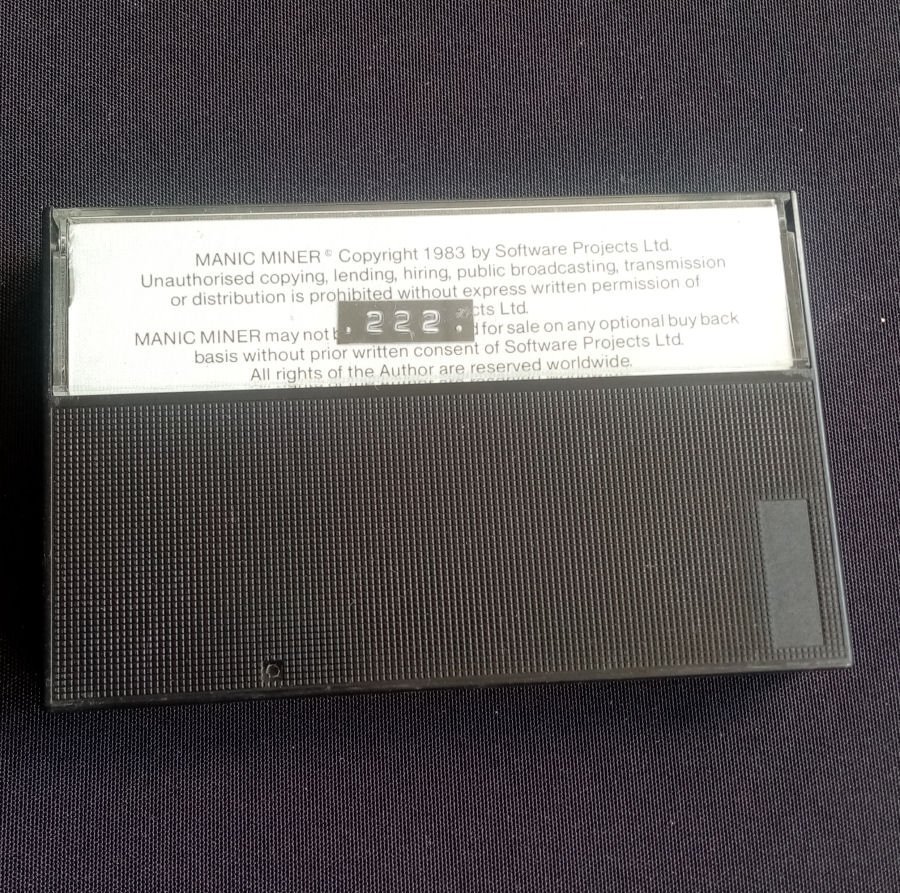 MANIC MINER © Copyright 1983 by Software Projects Ltd.
Unauthorised copying, lending, hiring, public broadcasting, transmission
or distribution is prohibited without express written permission of
cts Ltd.
. 222 .
MANIC MINER may not b d for sale on any optional buy back
basis without prior written consent of Software Projects Ltd.
All rights of the Author are reserved worldwide.